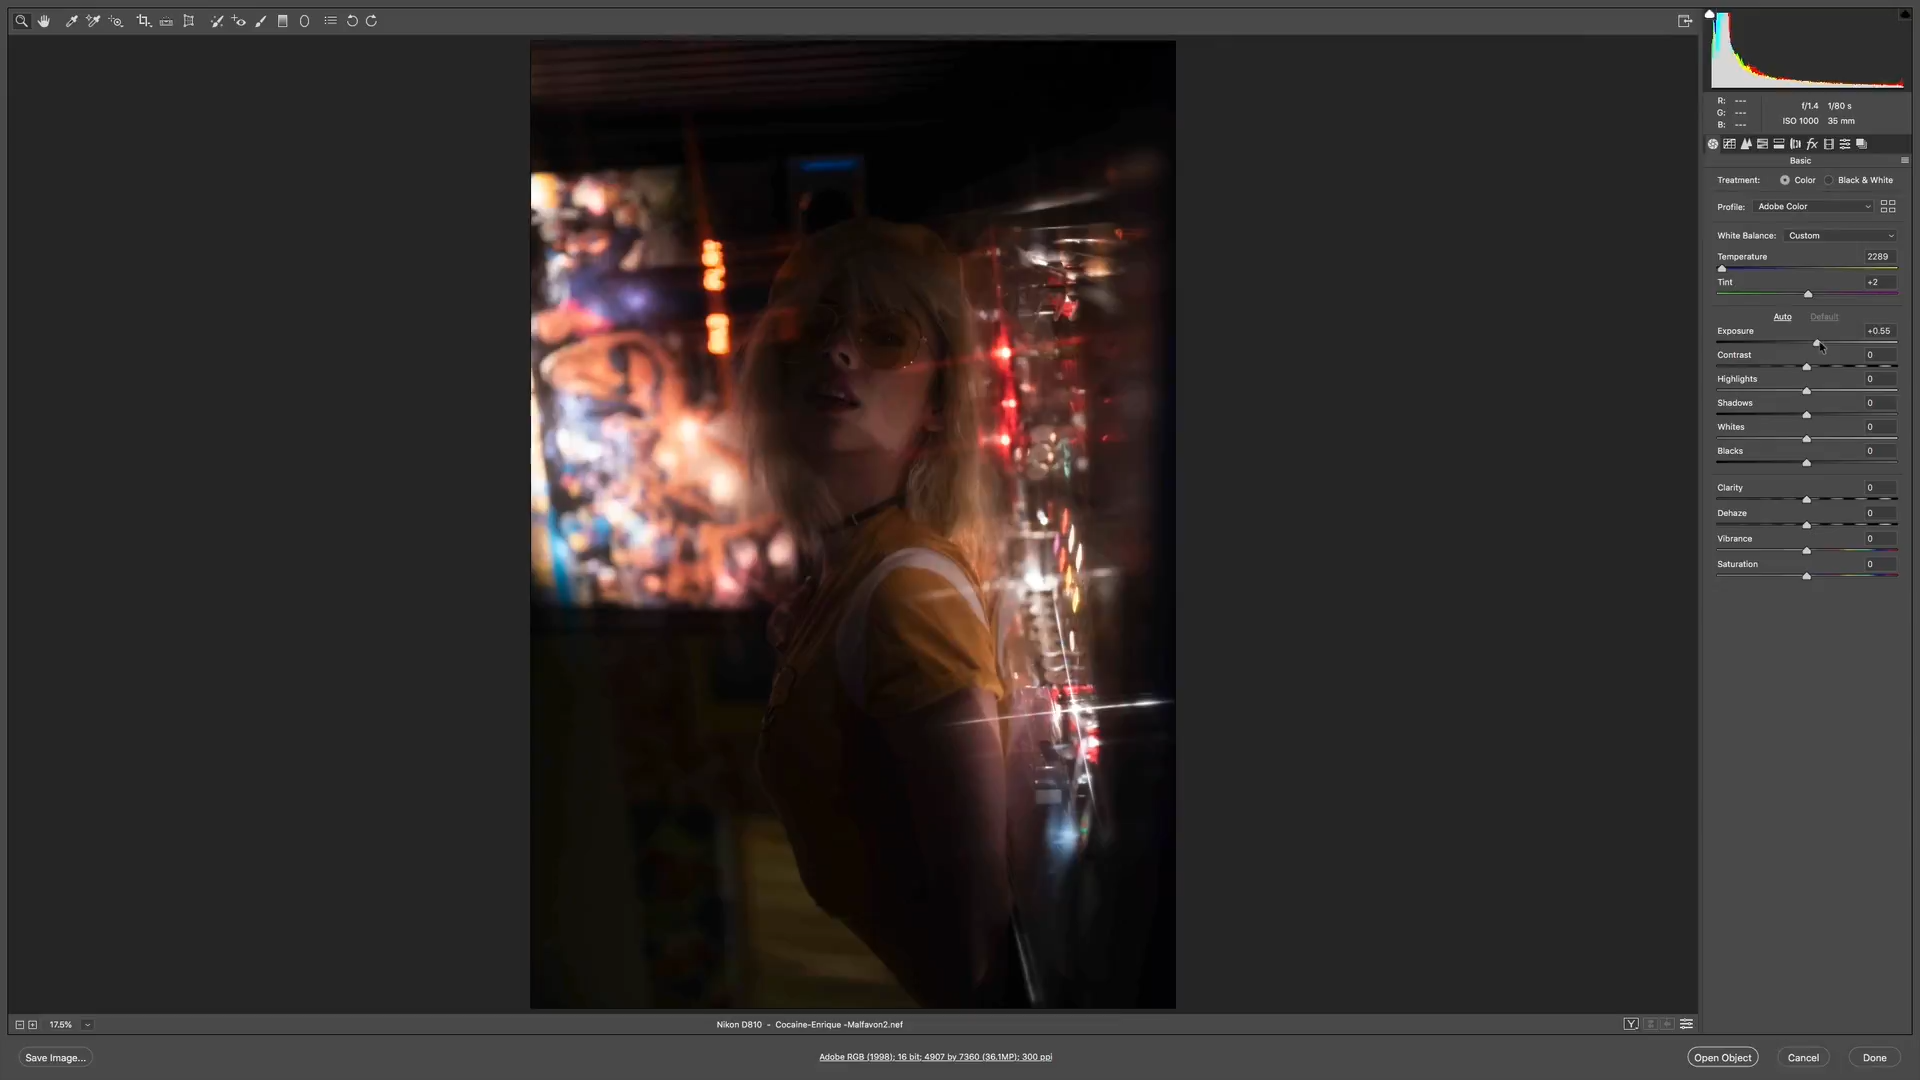 R: ---
G: ---
B: ---
f/1.4 1/80 s
ISO 1000 35 mm
Basic
Treatment: Color Black & White
Profile: Adobe Color
White Balance: Custom
Temperature 2289
Tint +2
Auto Default
Exposure +0.55
Contrast 0
Highlights 0
Shadows 0
Whites 0
Blacks 0
Clarity 0
Dehaze 0
Vibrance 0
Saturation 0
17.5% Nikon D810 - Cocaine-Enrique -Malfavon2.nef Y
Save Image... Adobe RGB (1998); 16 bit; 4907 by 7360 (36.1MP); 300 ppi Open Object Cancel Done